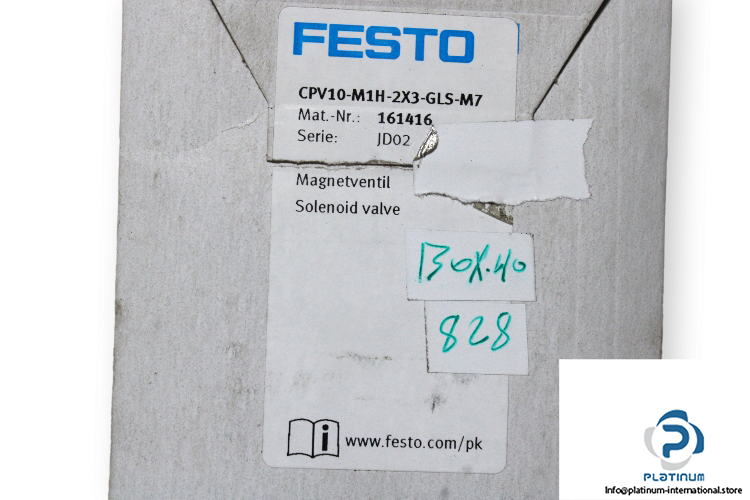 FESTO
CPV10-M1H-2X3-GLS-M7
Mat.-Nr.: 161416
Serie: JD02
Magnetventil
Solenoid valve
BOX.40
828
i www.festo.com/pk
P
PLATINUM
Info@platinum-international.store